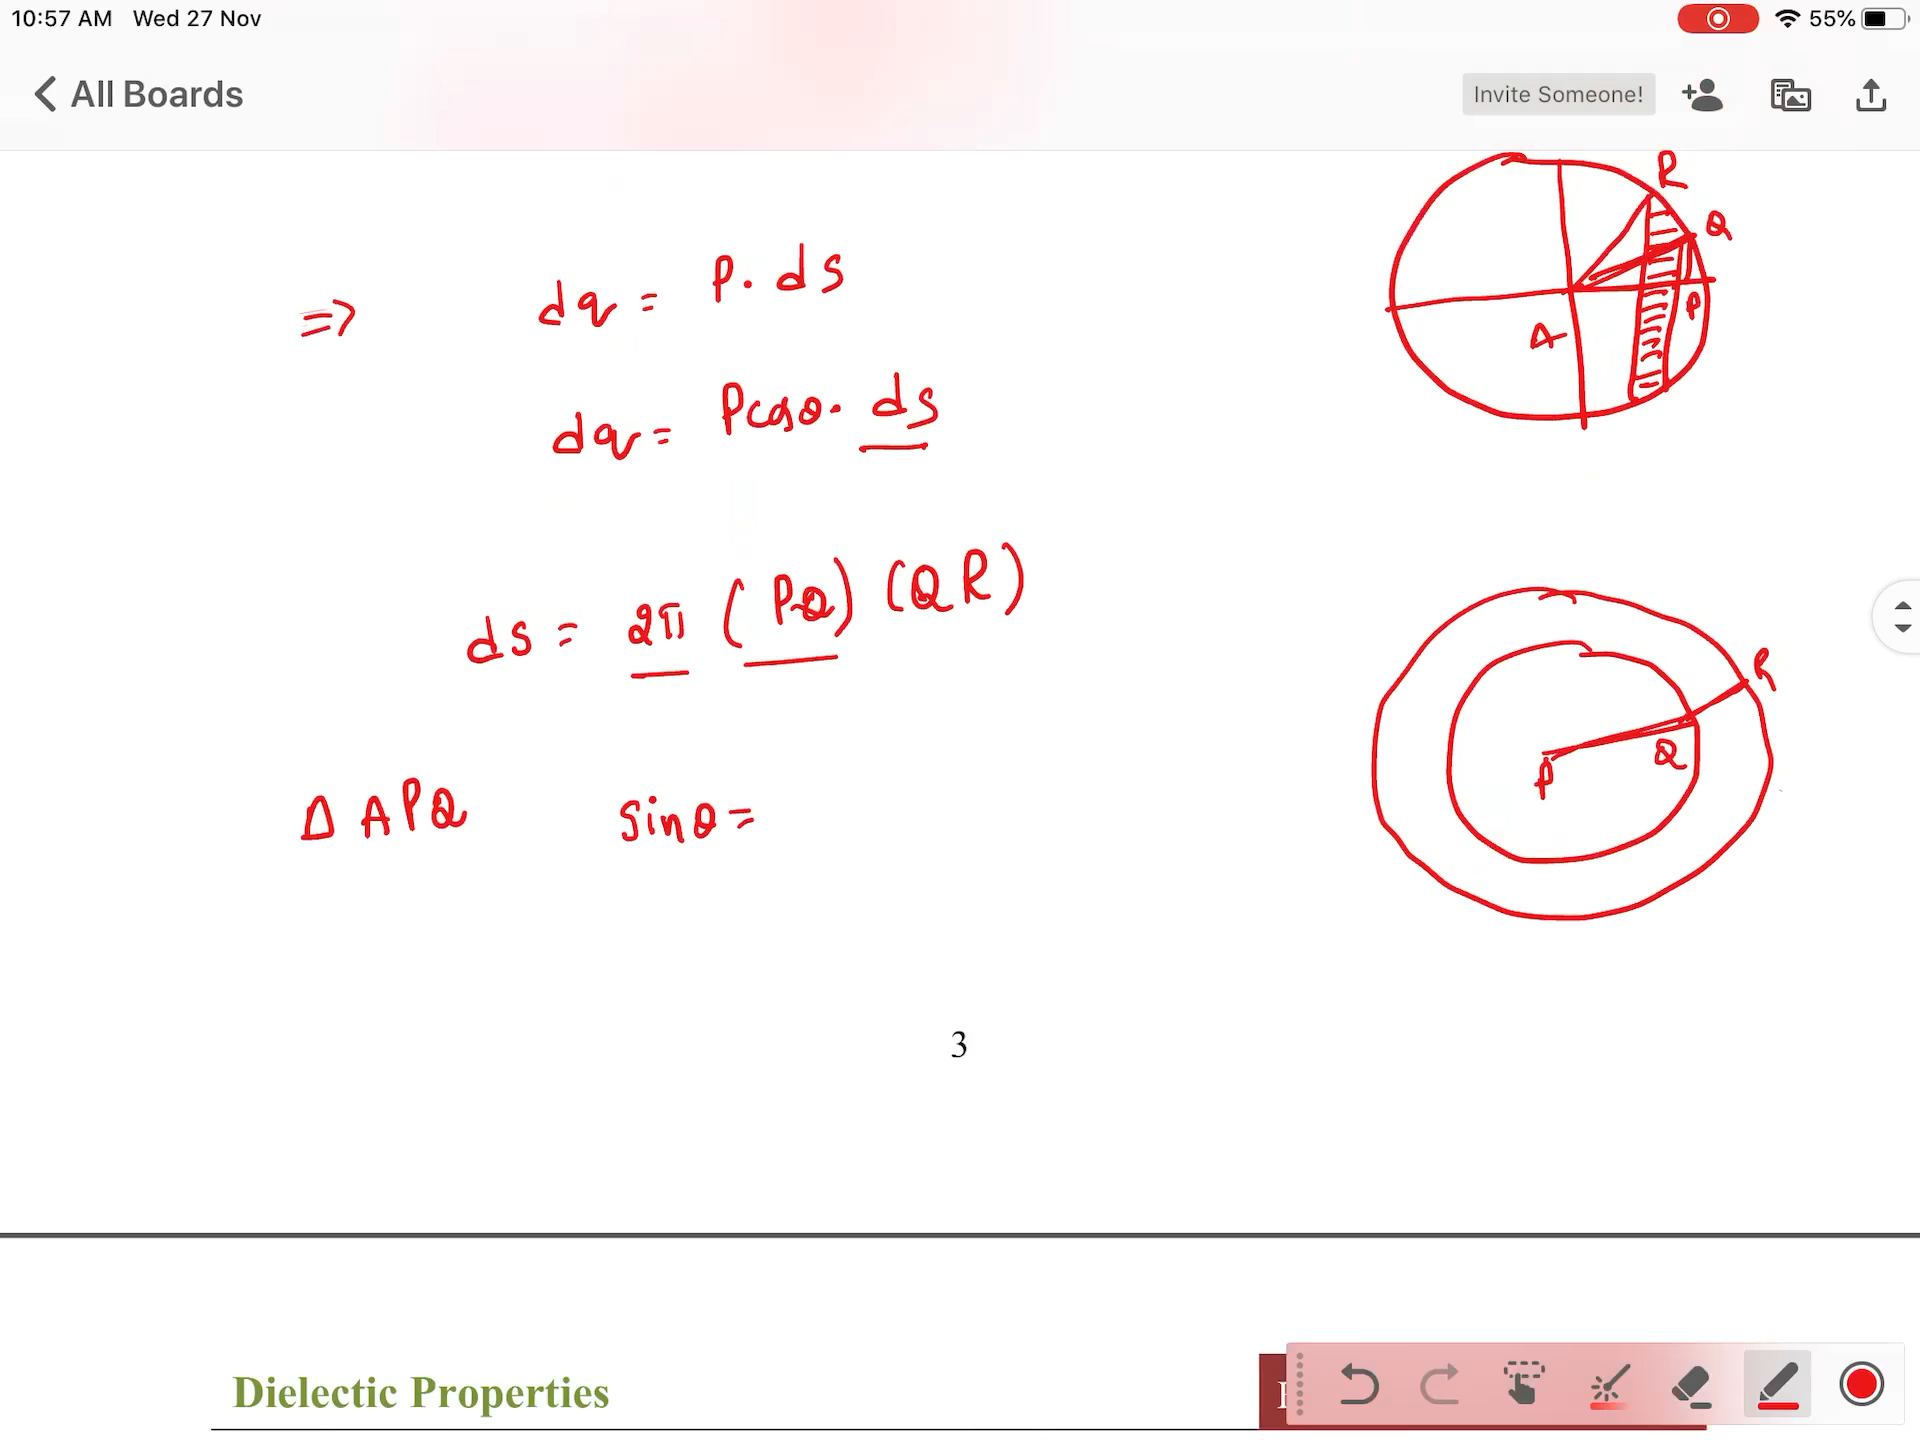 10:57 AM Wed 27 Nov
55%
All Boards
Invite Someone!
R
Q
P
A
⇒ dq = P. ds
dq = Pcosθ. ds
ds = 2π (PQ) (QR)
R
Q
P
Δ APQ sinθ =
3
Dielectic Properties